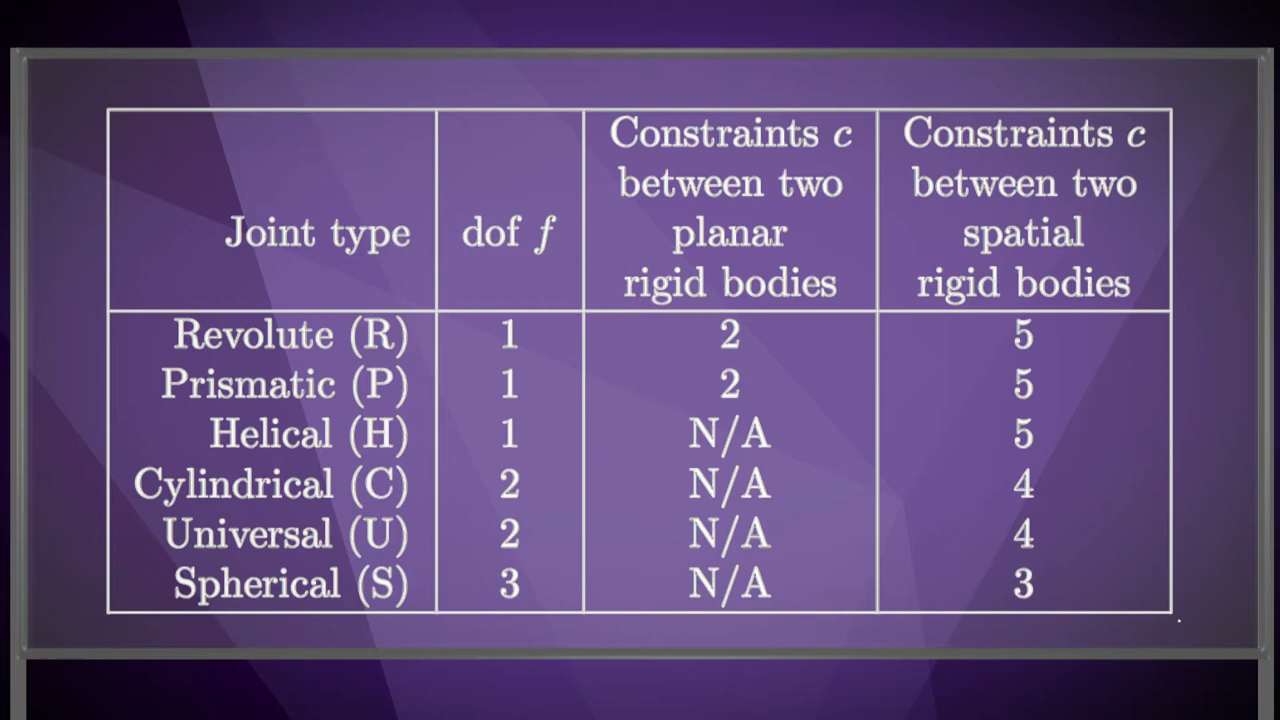 Joint type dof f Constraints c between two planar rigid bodies Constraints c between two spatial rigid bodies
Revolute (R) 1 2 5
Prismatic (P) 1 2 5
Helical (H) 1 N/A 5
Cylindrical (C) 2 N/A 4
Universal (U) 2 N/A 4
Spherical (S) 3 N/A 3